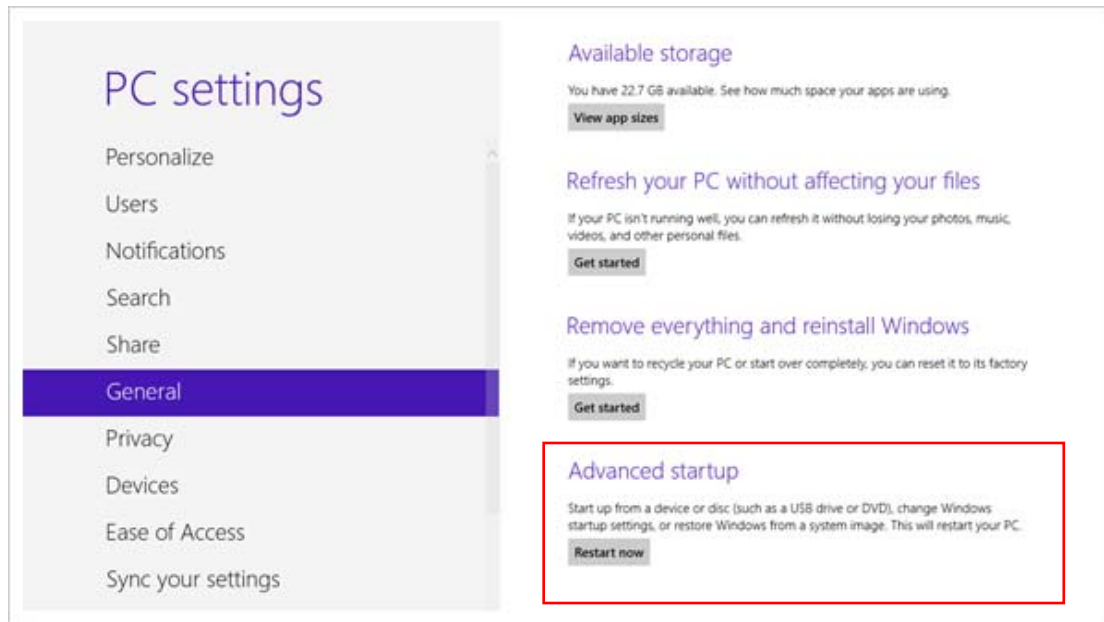 PC settings
Personalize
Users
Notifications
Search
Share
General
Privacy
Devices
Ease of Access
Sync your settings
Available storage
You have 22.7 GB available. See how much space your apps are using.
View app sizes
Refresh your PC without affecting your files
If your PC isn't running well, you can refresh it without losing your photos, music,
videos, and other personal files.
Get started
Remove everything and reinstall Windows
If you want to recycle your PC or start over completely, you can reset it to its factory
settings.
Get started
Advanced startup
Start up from a device or disc (such as a USB drive or DVD), change Windows
startup settings, or restore Windows from a system image. This will restart your PC.
Restart now